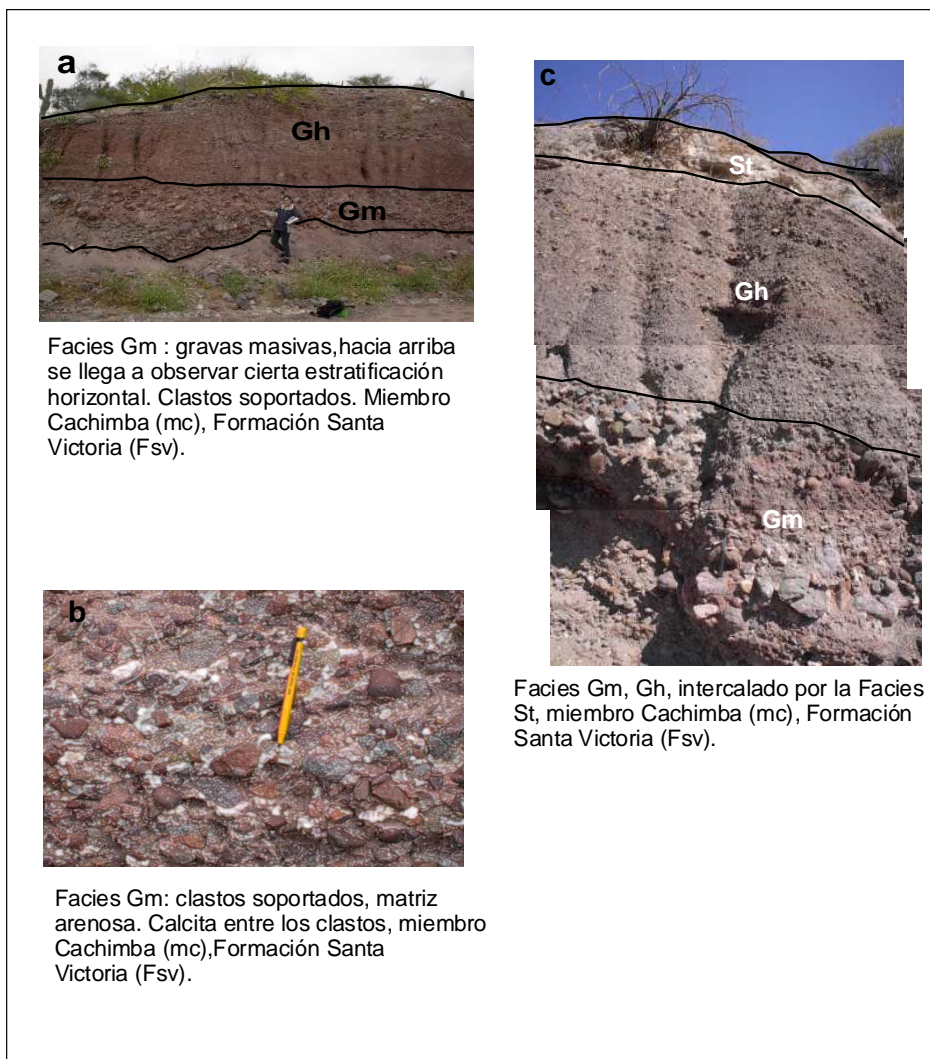 a
Gh
Gm
Facies Gm : gravas masivas,hacia arriba
se llega a observar cierta estratificación
horizontal. Clastos soportados. Miembro
Cachimba (mc), Formación Santa
Victoria (Fsv).
b
Facies Gm: clastos soportados, matriz
arenosa. Calcita entre los clastos, miembro
Cachimba (mc),Formación Santa
Victoria (Fsv).
c
St
Gh
Gm
Facies Gm, Gh, intercalado por la Facies
St, miembro Cachimba (mc), Formación
Santa Victoria (Fsv).